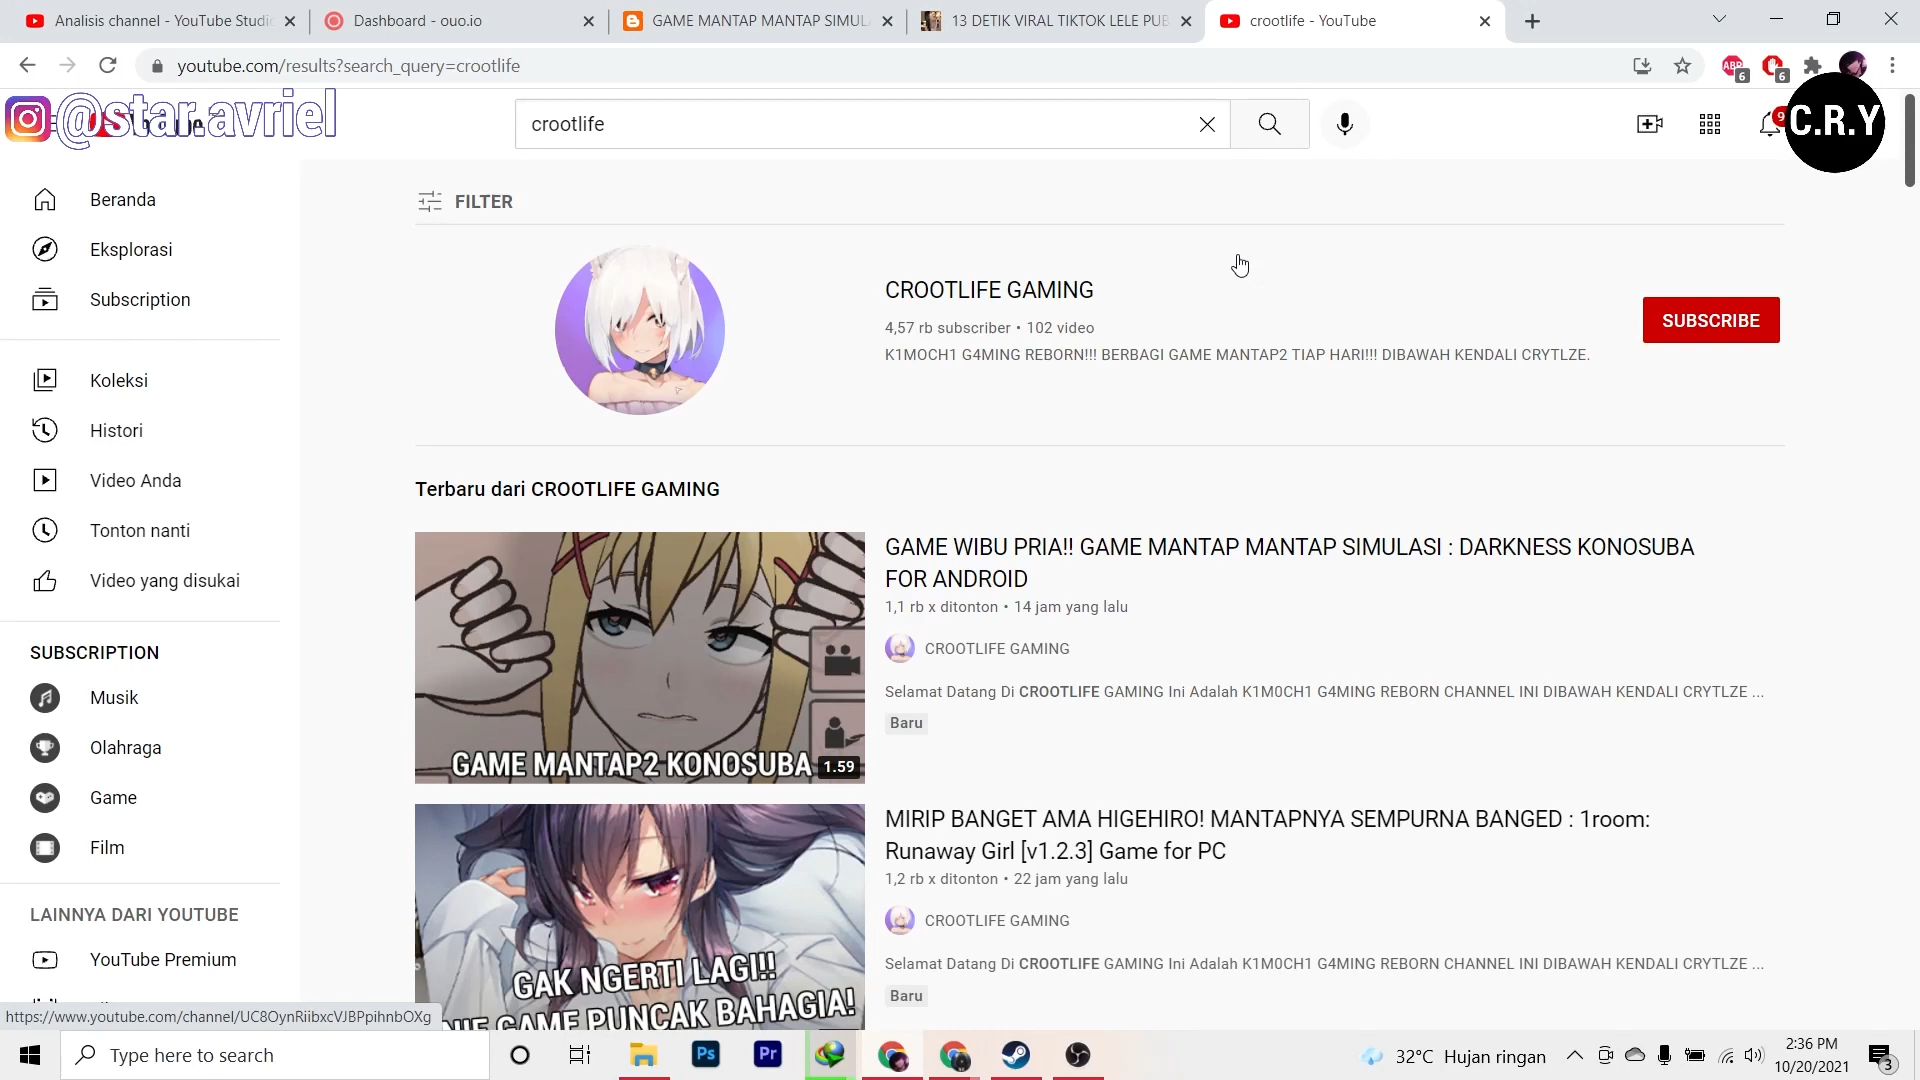 Analisis channel - YouTube Studio
Dashboard - ouo.io
GAME MANTAP MANTAP SIMUL
13 DETIK VIRAL TIKTOK LELE PUB
crootlife - YouTube
youtube.com/results?search_query=crootlife
ABP
6
6
@star.avriel
crootlife
9
C.R.Y
Beranda
Eksplorasi
Subscription
Koleksi
Histori
Video Anda
Tonton nanti
Video yang disukai
SUBSCRIPTION
Musik
Olahraga
Game
Film
LAINNYA DARI YOUTUBE
YouTube Premium
FILTER
CROOTLIFE GAMING
4,57 rb subscriber • 102 video
K1MOCH1 G4MING REBORN!!! BERBAGI GAME MANTAP2 TIAP HARI!!! DIBAWAH KENDALI CRYTLZE.
SUBSCRIBE
Terbaru dari CROOTLIFE GAMING
GAME MANTAP2 KONOSUBA
1.59
GAME WIBU PRIA!! GAME MANTAP MANTAP SIMULASI : DARKNESS KONOSUBA
FOR ANDROID
1,1 rb x ditonton • 14 jam yang lalu
CROOTLIFE GAMING
Selamat Datang Di CROOTLIFE GAMING Ini Adalah K1M0CH1 G4MING REBORN CHANNEL INI DIBAWAH KENDALI CRYTLZE ...
Baru
GAK NGERTI LAGI!!
NIE GAME PUNCAK BAHAGIA!
MIRIP BANGET AMA HIGEHIRO! MANTAPNYA SEMPURNA BANGED : 1room:
Runaway Girl [v1.2.3] Game for PC
1,2 rb x ditonton • 22 jam yang lalu
CROOTLIFE GAMING
Selamat Datang Di CROOTLIFE GAMING Ini Adalah K1M0CH1 G4MING REBORN CHANNEL INI DIBAWAH KENDALI CRYTLZE ...
Baru
https://www.youtube.com/channel/UC8OynRiibxcVJBPpihnbOXg
Type here to search
Ps
Pr
32°C Hujan ringan
2:36 PM
10/20/2021
3